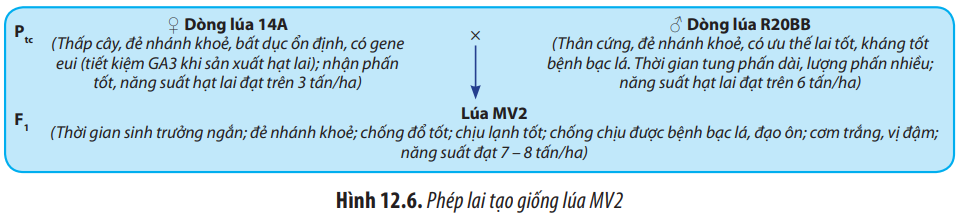 P_tc
♀ Dòng lúa 14A
(Thấp cây, đẻ nhánh khoẻ, bất dục ổn định, có gene
eui (tiết kiệm GA3 khi sản xuất hạt lai); nhận phấn
tốt, năng suất hạt lai đạt trên 3 tấn/ha)
×
♂ Dòng lúa R20BB
(Thân cứng, đẻ nhánh khoẻ, có ưu thế lai tốt, kháng tốt
bệnh bạc lá. Thời gian tung phấn dài, lượng phấn nhiều;
năng suất hạt lai đạt trên 6 tấn/ha)
F₁
Lúa MV2
(Thời gian sinh trưởng ngắn; đẻ nhánh khoẻ; chống đổ tốt; chịu lạnh tốt; chống chịu được bệnh bạc lá, đạo ôn; cơm trắng, vị đậm;
năng suất đạt 7 – 8 tấn/ha)
Hình 12.6. Phép lai tạo giống lúa MV2